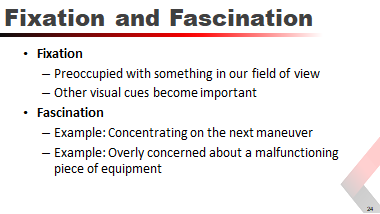 Fixation and Fascination
• Fixation
– Preoccupied with something in our field of view
– Other visual cues become important
• Fascination
– Example: Concentrating on the next maneuver
– Example: Overly concerned about a malfunctioning
piece of equipment
24